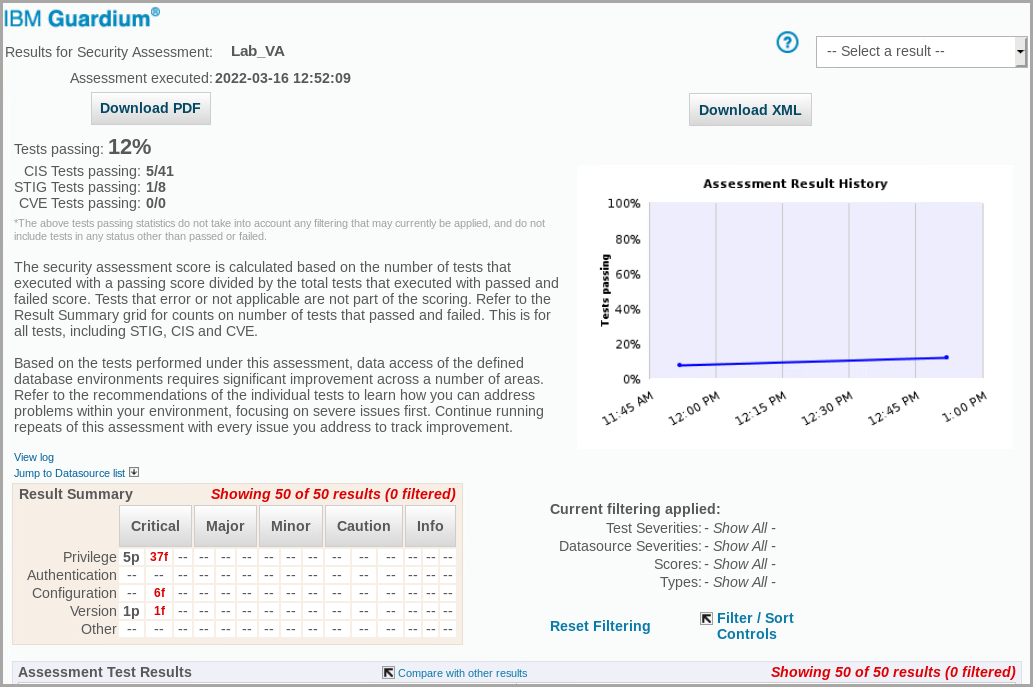 IBM Guardium®
Results for Security Assessment: Lab_VA
-- Select a result --
Assessment executed: 2022-03-16 12:52:09
Download PDF
Download XML
Tests passing: 12%
CIS Tests passing: 5/41
STIG Tests passing: 1/8
CVE Tests passing: 0/0
*The above tests passing statistics do not take into account any filtering that may currently be applied, and do not
include tests in any status other than passed or failed.
The security assessment score is calculated based on the number of tests that
executed with a passing score divided by the total tests that executed with passed and
failed score. Tests that error or not applicable are not part of the scoring. Refer to the
Result Summary grid for counts on number of tests that passed and failed. This is for
all tests, including STIG, CIS and CVE.
Based on the tests performed under this assessment, data access of the defined
database environments requires significant improvement across a number of areas.
Refer to the recommendations of the individual tests to learn how you can address
problems within your environment, focusing on severe issues first. Continue running
repeats of this assessment with every issue you address to track improvement.
View log
Jump to Datasource list
Assessment Result History
100%
80%
60%
40%
20%
0%
Tests passing
11:45 AM 12:00 PM 12:15 PM 12:30 PM 12:45 PM 1:00 PM
Result Summary Showing 50 of 50 results (0 filtered)
Critical Major Minor Caution Info
Privilege 5p 37f -- -- -- -- -- -- -- -- -- -- -- -- --
Authentication -- -- -- -- -- -- -- -- -- -- -- -- -- -- --
Configuration -- 6f -- -- -- -- -- -- -- -- -- -- -- -- --
Version 1p 1f -- -- -- -- -- -- -- -- -- -- -- -- --
Other -- -- -- -- -- -- -- -- -- -- -- -- -- -- --
Current filtering applied:
Test Severities: - Show All -
Datasource Severities: - Show All -
Scores: - Show All -
Types: - Show All -
Reset Filtering
Filter / Sort
Controls
Assessment Test Results Compare with other results Showing 50 of 50 results (0 filtered)